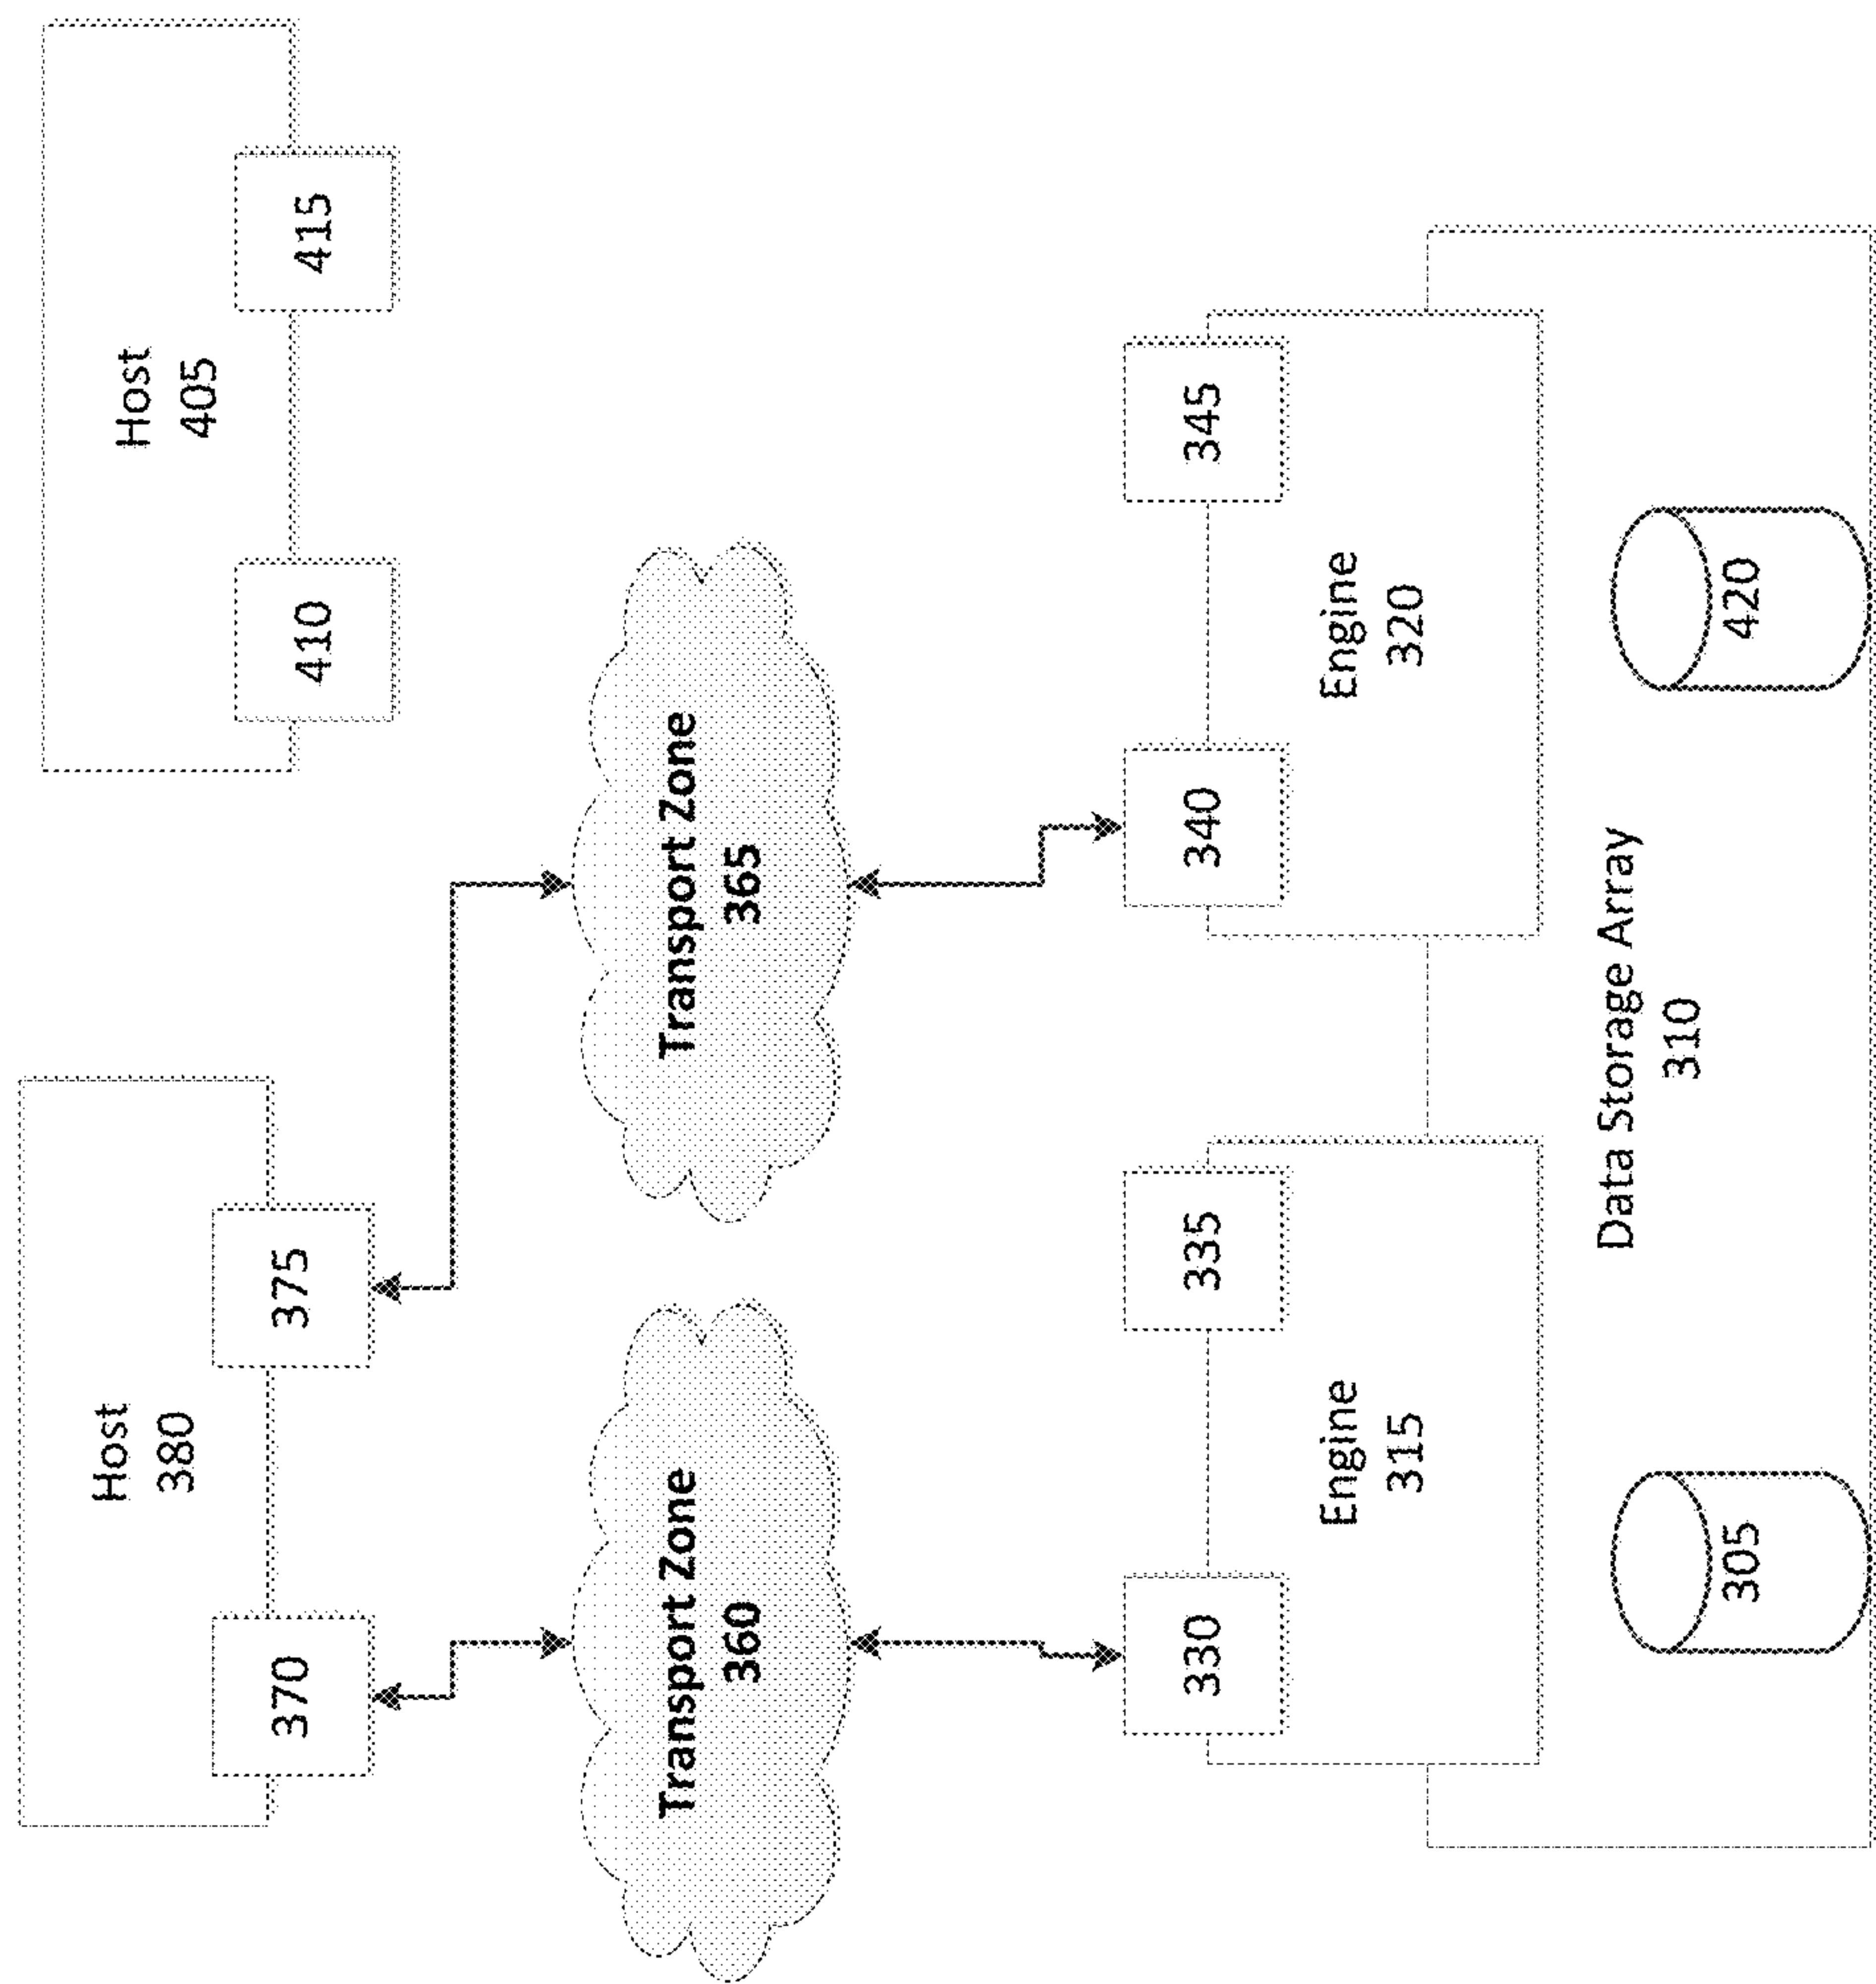 Host
380
370
375
Host
405
410
415
Transport Zone
360
Transport Zone
365
330
335
Engine
315
340
345
Engine
320
Data Storage Array
310
305
420